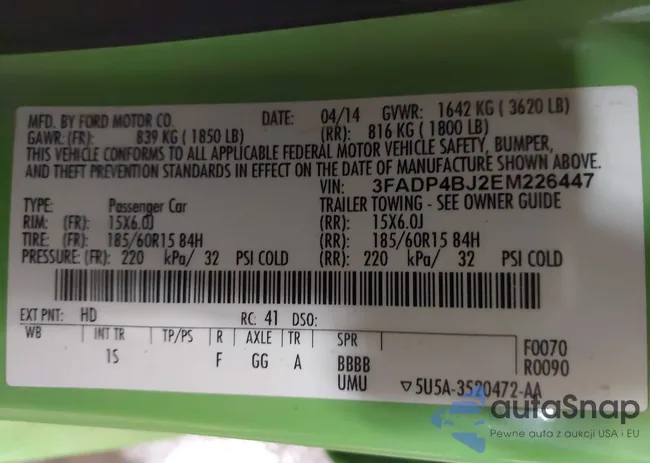 MFD. BY FORD MOTOR CO. DATE: 04/14 GVWR: 1642 KG ( 3620 LB)
GAWR: (FR): 839 KG ( 1850 LB) (RR): 816 KG ( 1800 LB)
THIS VEHICLE CONFORMS TO ALL APPLICABLE FEDERAL MOTOR VEHICLE SAFETY, BUMPER,
AND THEFT PREVENTION STANDARDS IN EFFECT ON THE DATE OF MANUFACTURE SHOWN ABOVE.
VIN: 3FADP4BJ2EM226447
TYPE: Passenger Car TRAILER TOWING - SEE OWNER GUIDE
RIM: (FR): 15X6.0J (RR): 15X6.0J
TIRE: (FR): 185/60R15 84H (RR): 185/60R15 84H
PRESSURE: (FR): 220 kPa/ 32 PSI COLD (RR): 220 kPa/ 32 PSI COLD
EXT PNT: HD RC: 41 DSO:
WB INT TR TP/PS R AXLE TR SPR F0070
1S F GG A BBBB R0090
UMU ▽5U5A-3520472-AA
autoSnap
Pewne auta z aukcji USA i EU